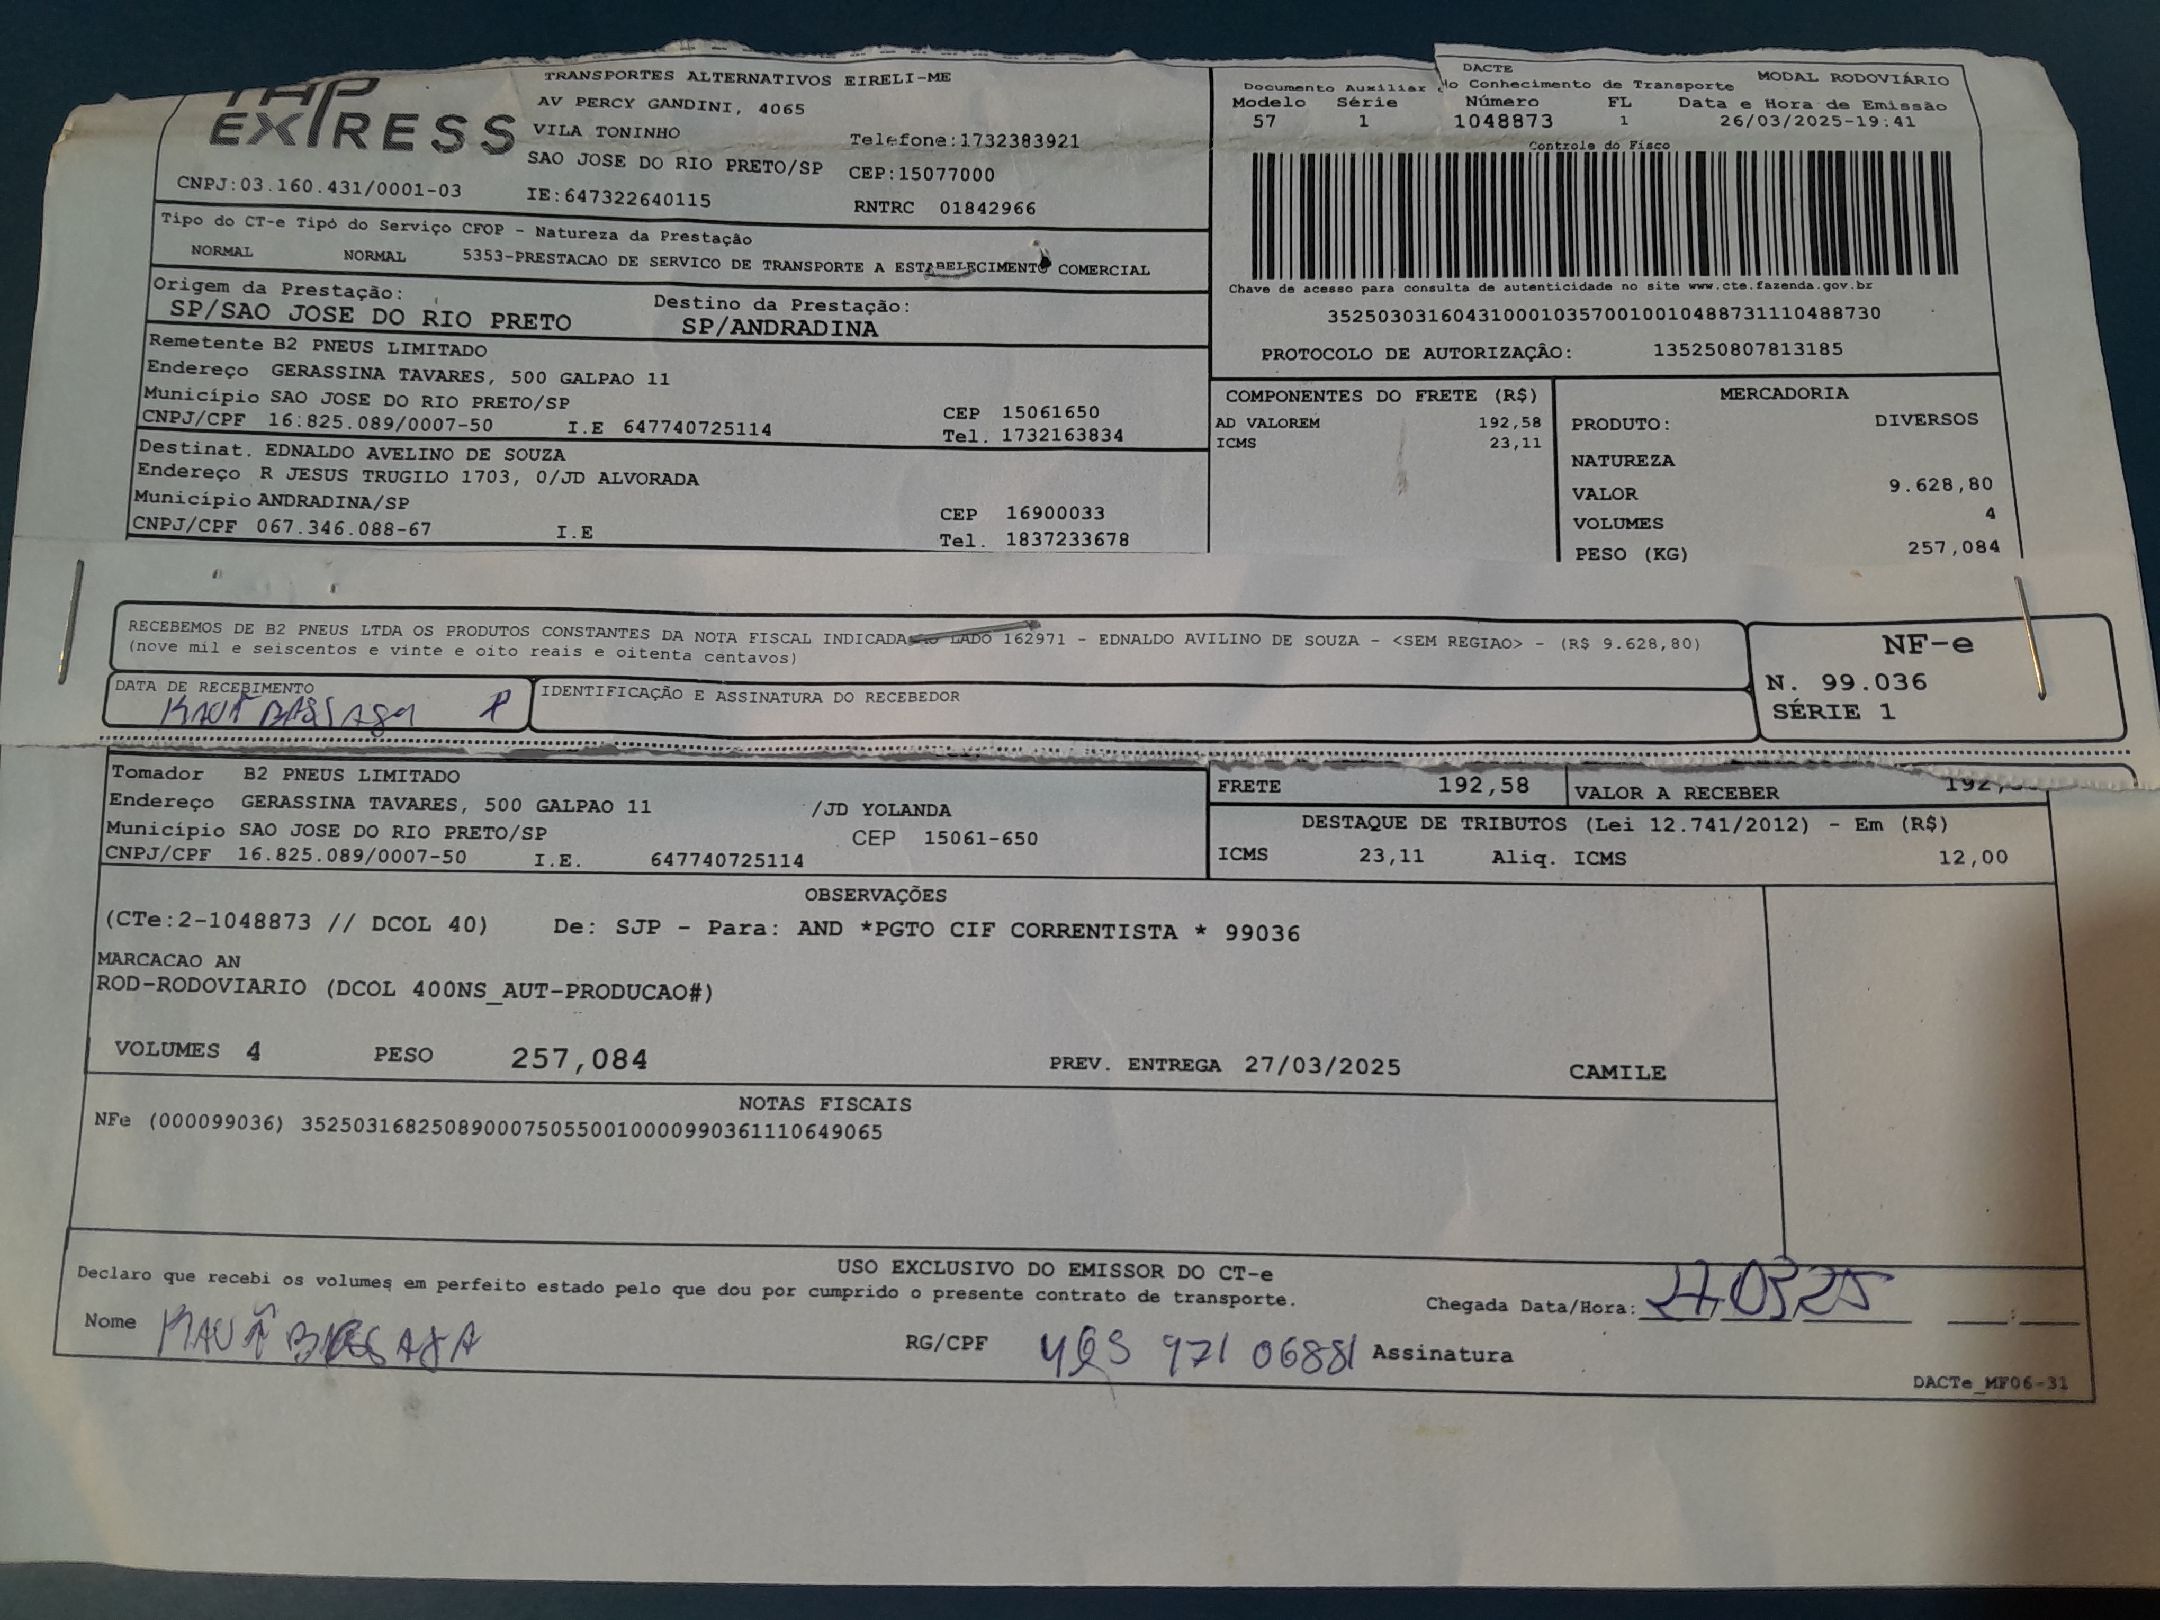 EXPRESS
TRANSPORTES ALTERNATIVOS EIRELI-ME
AV PERCY GANDINI, 4065
VILA TONINHO
Telefone:1732383921
SAO JOSE DO RIO PRETO/SP CEP:15077000
CNPJ:03.160.431/0001-03 IE:647322640115 RNTRC 01842966
DACTE
Documento Auxiliar do Conhecimento de Transporte MODAL RODOVIÁRIO
Modelo Série Número FL Data e Hora de Emissão
57 1 1048873 1 26/03/2025-19:41
Controle do Fisco
Chave de acesso para consulta de autenticidade no site www.cte.fazenda.gov.br
35250303160431000103570010010488731110488730
PROTOCOLO DE AUTORIZAÇÂO: 135250807813185
Tipo do CT-e Tipo do Serviço CFOP - Natureza da Prestação
NORMAL NORMAL 5353-PRESTACAO DE SERVICO DE TRANSPORTE A ESTABELECIMENTO COMERCIAL
Origem da Prestação: Destino da Prestação:
SP/SAO JOSE DO RIO PRETO SP/ANDRADINA
Remetente B2 PNEUS LIMITADO
Endereço GERASSINA TAVARES, 500 GALPAO 11
Município SAO JOSE DO RIO PRETO/SP CEP 15061650
CNPJ/CPF 16.825.089/0007-50 I.E 647740725114 Tel. 1732163834
Destinat. EDNALDO AVELINO DE SOUZA
Endereço R JESUS TRUGILO 1703, 0/JD ALVORADA
Município ANDRADINA/SP CEP 16900033
CNPJ/CPF 067.346.088-67 I.E Tel. 1837233678
COMPONENTES DO FRETE (R$)
AD VALOREM 192,58
ICMS 23,11
MERCADORIA
PRODUTO: DIVERSOS
NATUREZA
VALOR 9.628,80
VOLUMES 4
PESO (KG) 257,084
RECEBEMOS DE B2 PNEUS LTDA OS PRODUTOS CONSTANTES DA NOTA FISCAL INDICADA AO LADO 162971 - EDNALDO AVILINO DE SOUZA - <SEM REGIAO> - (R$ 9.628,80)
(nove mil e seiscentos e vinte e oito reais e oitenta centavos)
DATA DE RECEBIMENTO IDENTIFICAÇÃO E ASSINATURA DO RECEBEDOR
NF-e
N. 99.036
SÉRIE 1
Tomador B2 PNEUS LIMITADO
Endereço GERASSINA TAVARES, 500 GALPAO 11 /JD YOLANDA
Município SAO JOSE DO RIO PRETO/SP CEP 15061-650
CNPJ/CPF 16.825.089/0007-50 I.E. 647740725114
FRETE 192,58 VALOR A RECEBER
DESTAQUE DE TRIBUTOS (Lei 12.741/2012) - Em (R$)
ICMS 23,11 Aliq. ICMS 12,00
OBSERVAÇÕES
(CTe:2-1048873 // DCOL 40) De: SJP - Para: AND *PGTO CIF CORRENTISTA * 99036
MARCACAO AN
ROD-RODOVIARIO (DCOL 400NS_AUT-PRODUCAO#)
VOLUMES 4 PESO 257,084 PREV. ENTREGA 27/03/2025 CAMILE
NOTAS FISCAIS
NFe (000099036) 35250316825089000750550010000990361110649065
USO EXCLUSIVO DO EMISSOR DO CT-e
Declaro que recebi os volumes em perfeito estado pelo que dou por cumprido o presente contrato de transporte.
Chegada Data/Hora:
Nome RG/CPF 971 06881 Assinatura
DACTe_MF06-31